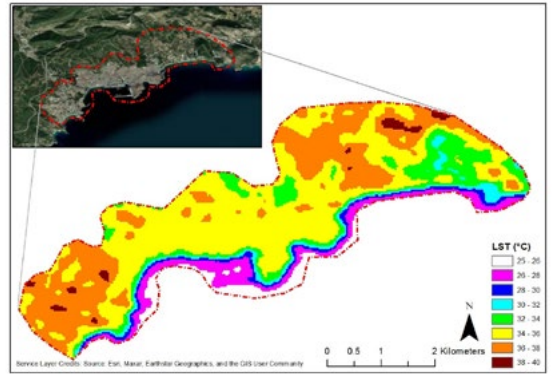 LST (°C)
25 - 26
26 - 28
28 - 30
30 - 32
32 - 34
34 - 36
36 - 38
38 - 40
N
0 0.5 1 2 Kilometers
Service Layer Credits: Source: Esri, Maxar, Earthstar Geographics, and the GIS User Community